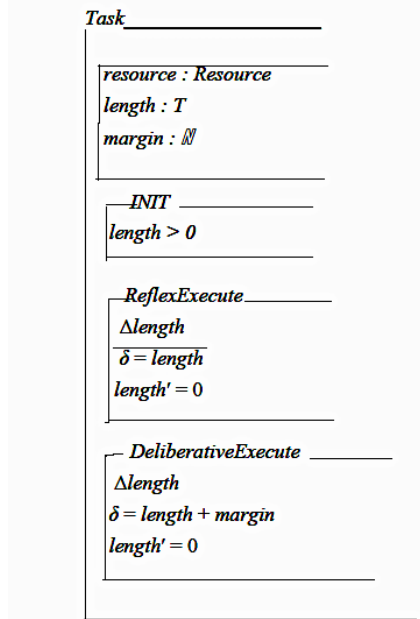 Task
resource : Resource
length : T
margin : ℕ
INIT
length > 0
ReflexExecute
Δlength
δ = length
length′ = 0
DeliberativeExecute
Δlength
δ = length + margin
length′ = 0